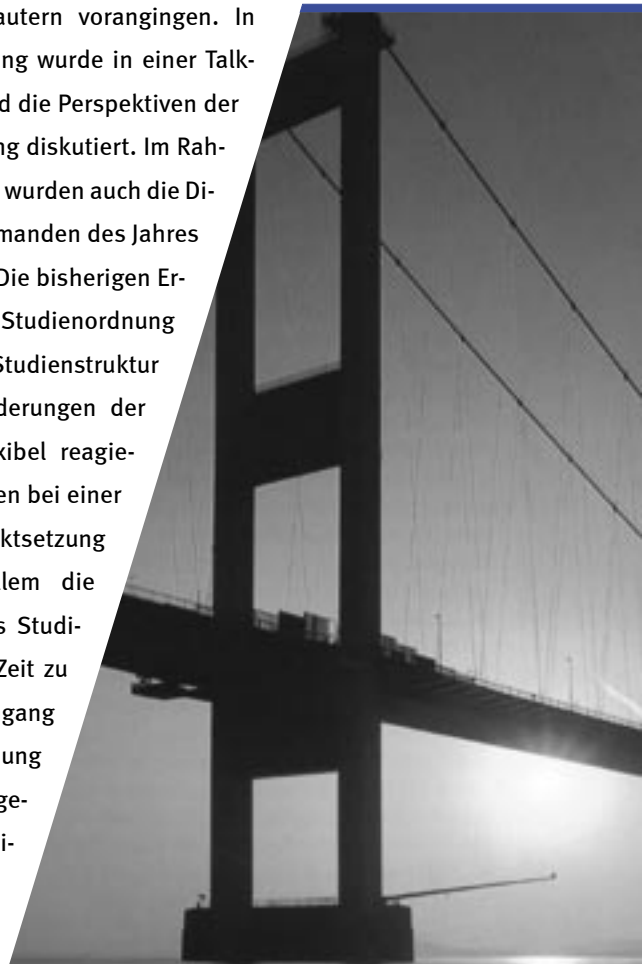 autern vorangingen. In
ng wurde in einer Talk-
d die Perspektiven der
ng diskutiert. Im Rah-
wurden auch die Di-
manden des Jahres
Die bisherigen Er-
Studienordnung
Studienstruktur
derungen der
xibel reagie-
en bei einer
ktsetzung
lem die
s Studi-
Zeit zu
gang
ung
ge-
i-